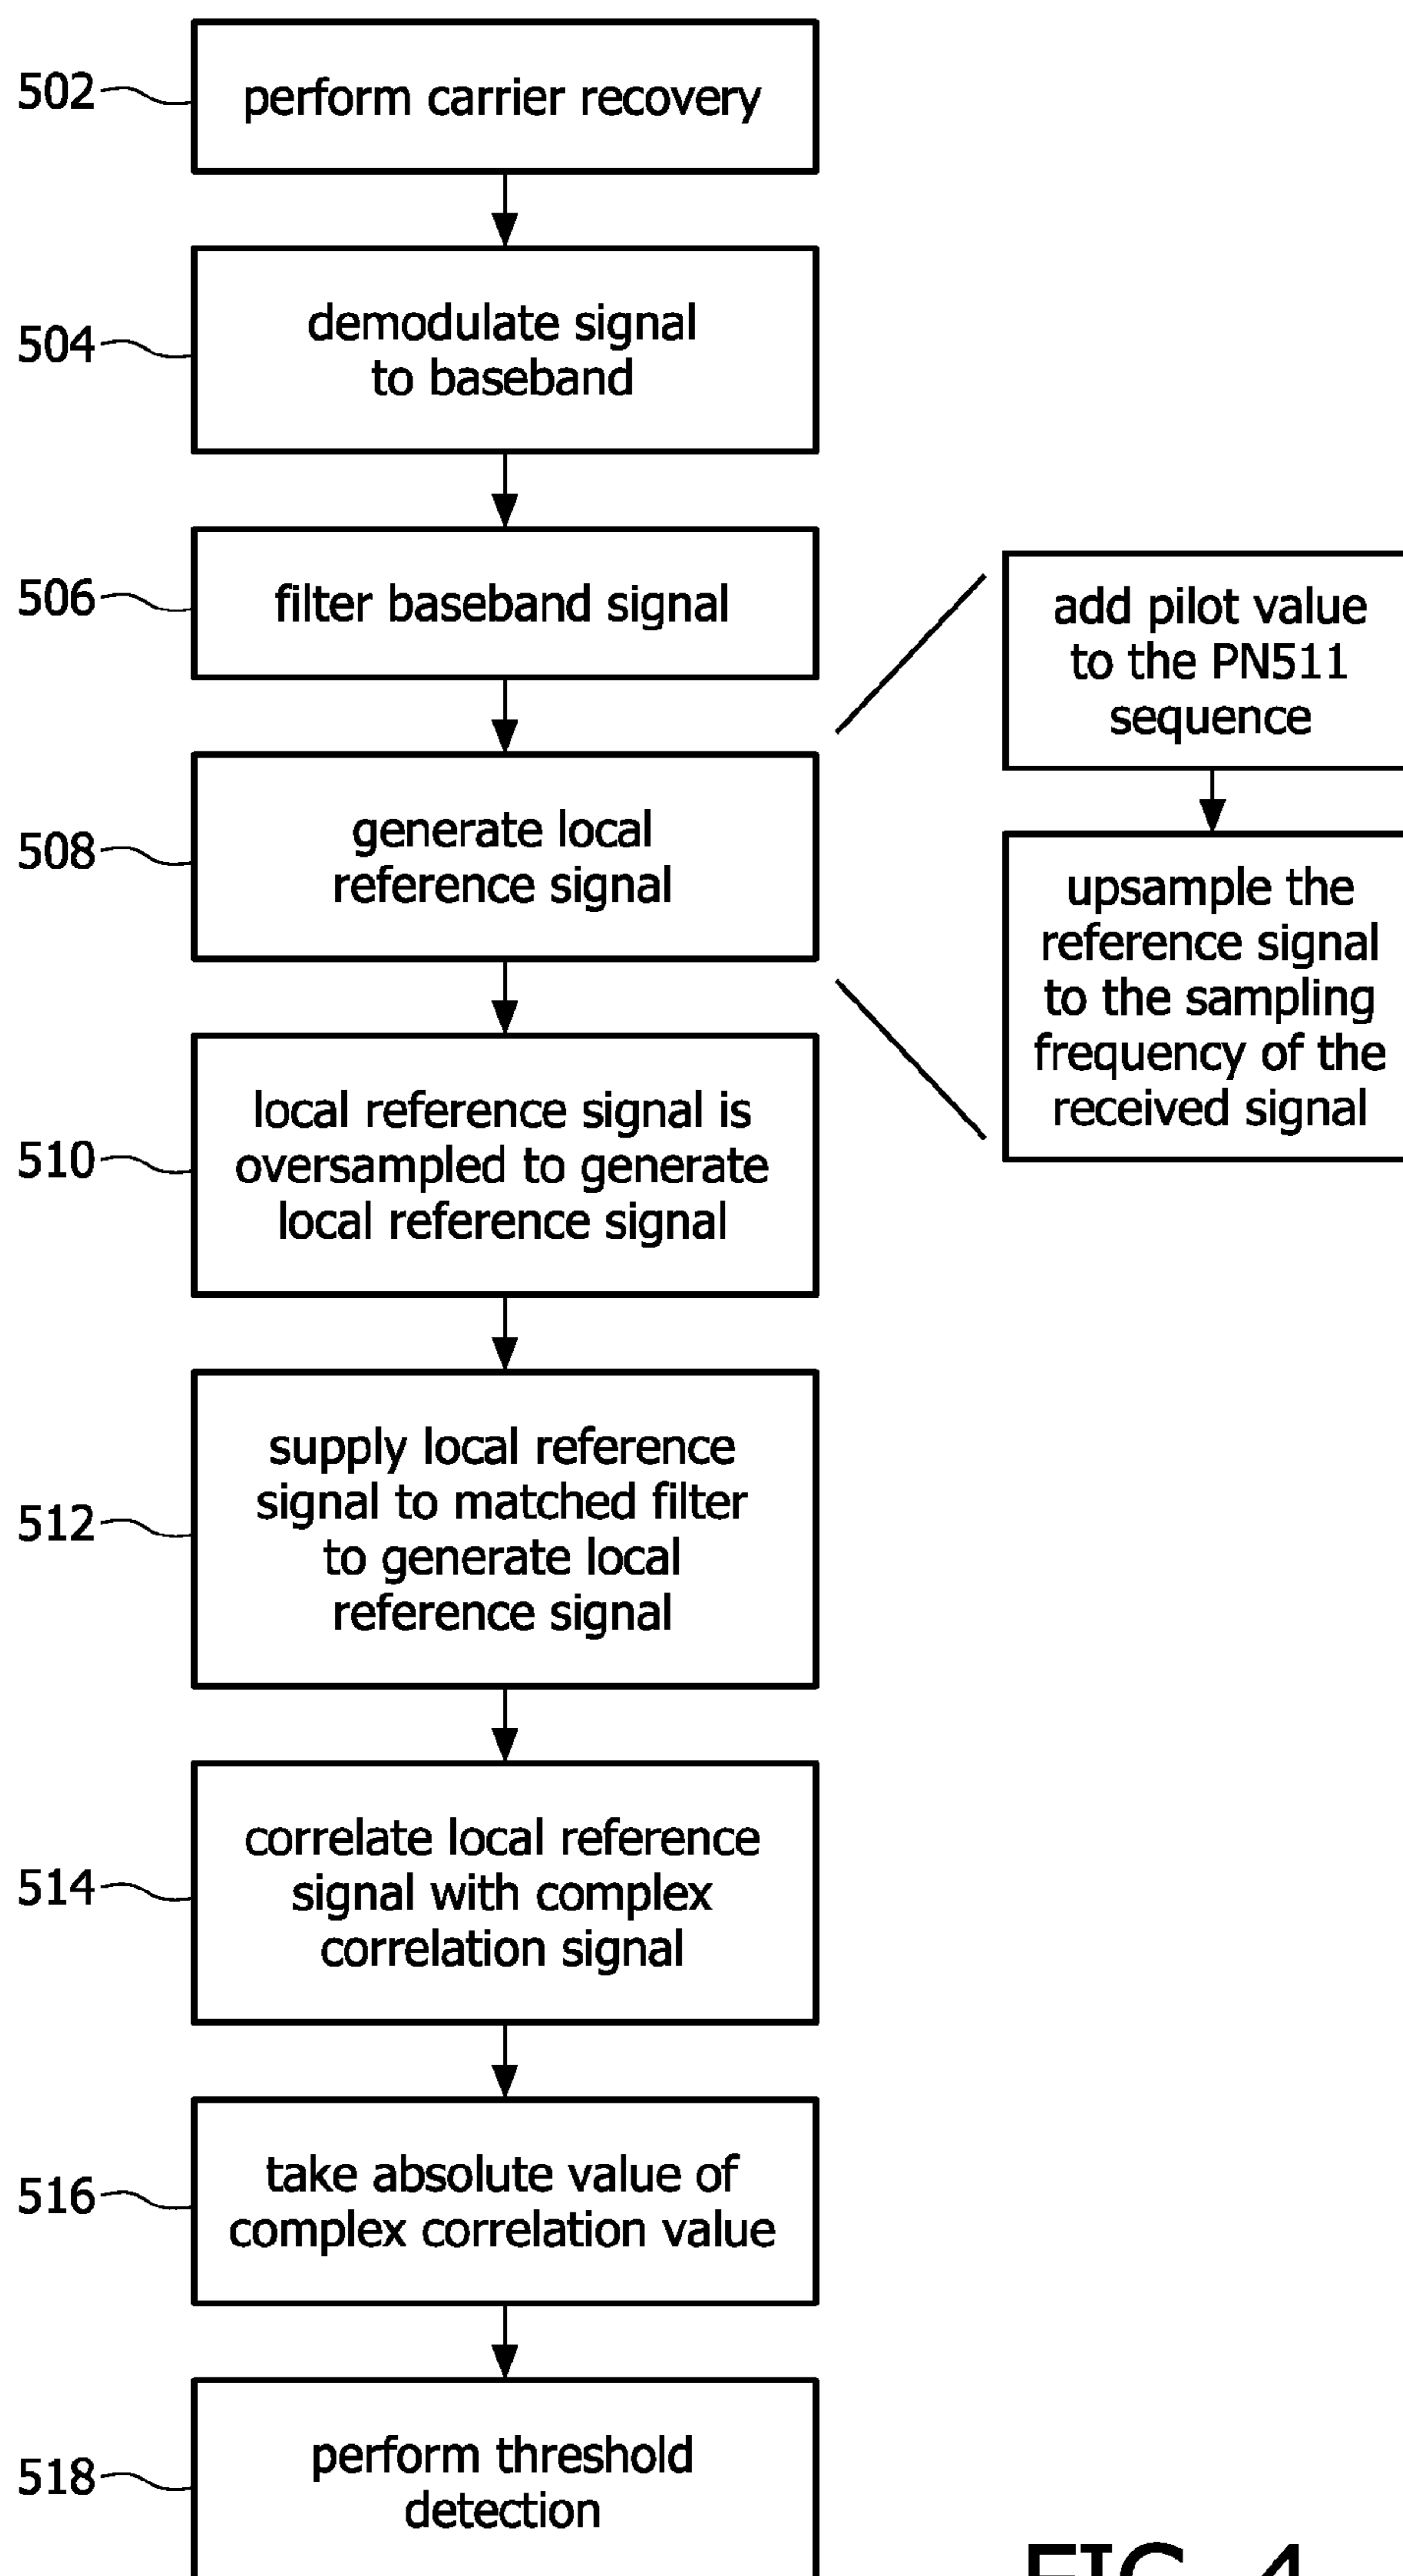 502
perform carrier recovery
504
demodulate signal
to baseband
506
filter baseband signal
508
generate local
reference signal
add pilot value
to the PN511
sequence
upsample the
reference signal
to the sampling
frequency of the
received signal
510
local reference signal is
oversampled to generate
local reference signal
512
supply local reference
signal to matched filter
to generate local
reference signal
514
correlate local reference
signal with complex
correlation signal
516
take absolute value of
complex correlation value
518
perform threshold
detection
FIG. 4